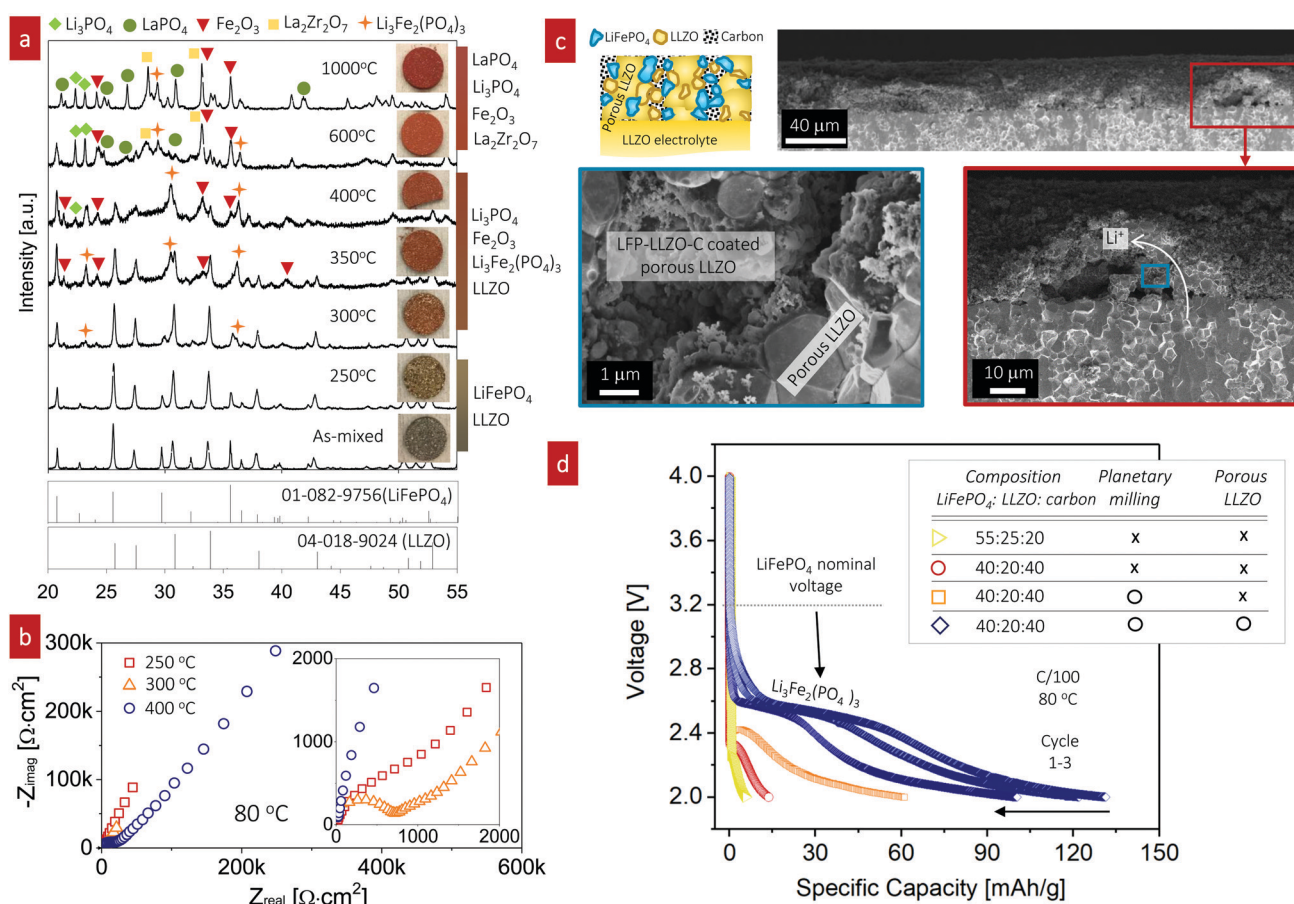 a
Li₃PO₄ LaPO₄ Fe₂O₃ La₂Zr₂O₇ Li₃Fe₂(PO₄)₃
Intensity [a.u.]
1000°C
LaPO₄
Li₃PO₄
Fe₂O₃
La₂Zr₂O₇
600°C
400°C
Li₃PO₄
Fe₂O₃
Li₃Fe₂(PO₄)₃
LLZO
350°C
300°C
250°C
LiFePO₄
LLZO
As-mixed
01-082-9756(LiFePO₄)
04-018-9024 (LLZO)
20 25 30 35 40 45 50 55
b
-Zimag [Ω·cm²]
300k
200k
100k
0
250 °C
300 °C
400 °C
80 °C
2000
1000
0
0 1000 2000
0 200k 400k 600k
Zreal [Ω·cm²]
c
LiFePO₄ LLZO Carbon
Porous LLZO
LLZO electrolyte
40 µm
LFP-LLZO-C coated
porous LLZO
Porous LLZO
1 µm
Li⁺
10 µm
d
Voltage [V]
4.0
3.6
3.2
2.8
2.4
2.0
Composition Planetary Porous
LiFePO₄: LLZO: carbon milling LLZO
55:25:20 x x
40:20:40 x x
40:20:40 O x
40:20:40 O O
LiFePO₄ nominal
voltage
Li₃Fe₂(PO₄)₃
C/100
80 °C
Cycle
1-3
0 30 60 90 120 150
Specific Capacity [mAh/g]